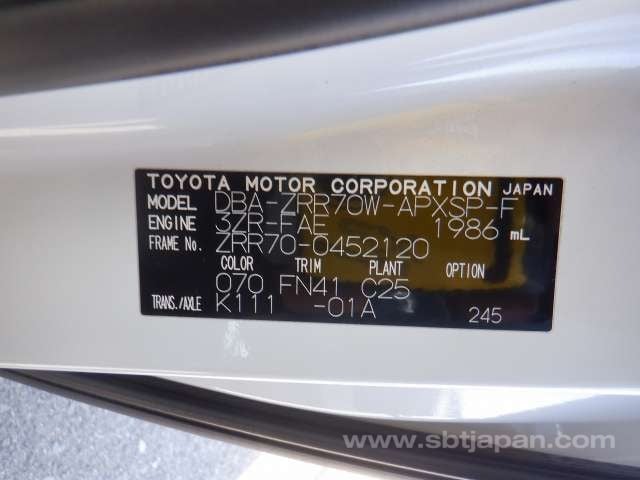 TOYOTA MOTOR CORPORATION JAPAN
MODEL DBA-ZRR70W-APXSP-F
ENGINE 3ZR-FAE 1986 mL
FRAME No. ZRR70-0452120
COLOR TRIM PLANT OPTION
070 FN41 C25
TRANS./AXLE K111 -01A 245
www.sbtjapan.com